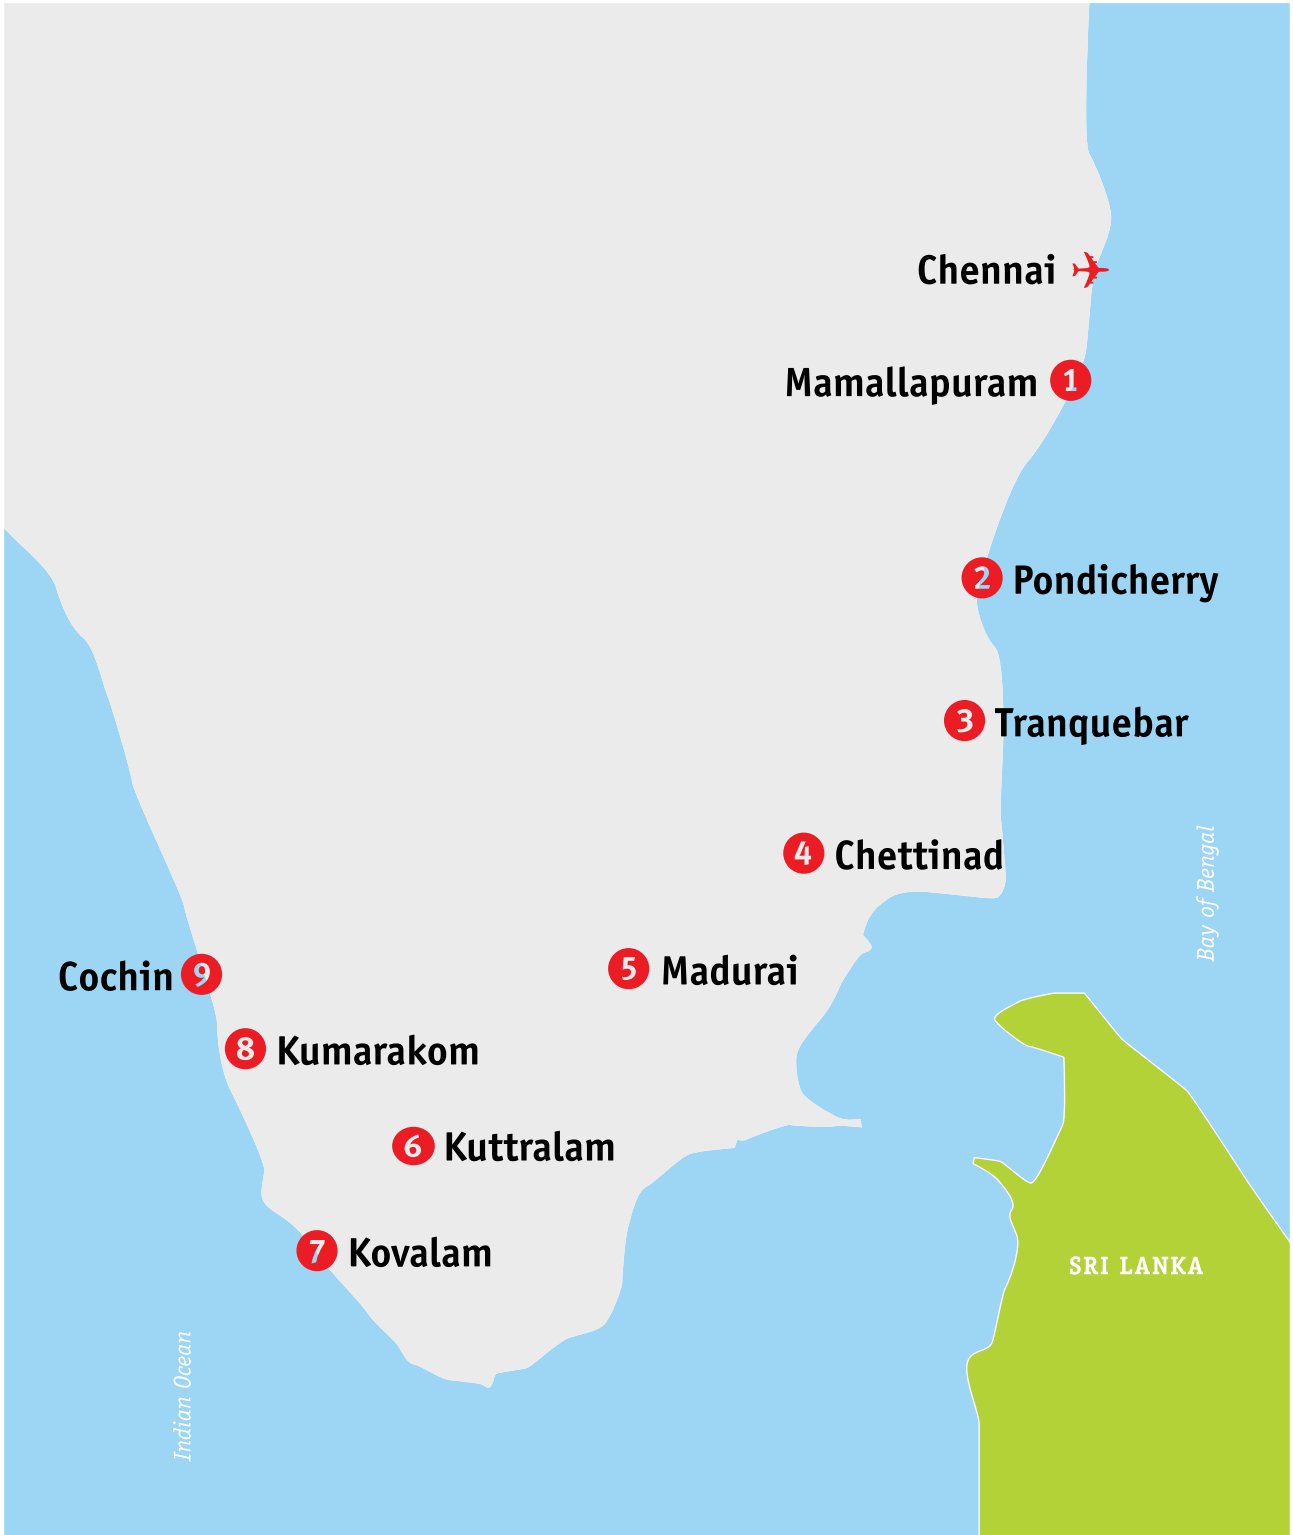 Chennai
Mamallapuram 1
2 Pondicherry
3 Tranquebar
4 Chettinad
Bay of Bengal
Cochin 9
5 Madurai
8 Kumarakom
6 Kuttralam
7 Kovalam
SRI LANKA
Indian Ocean